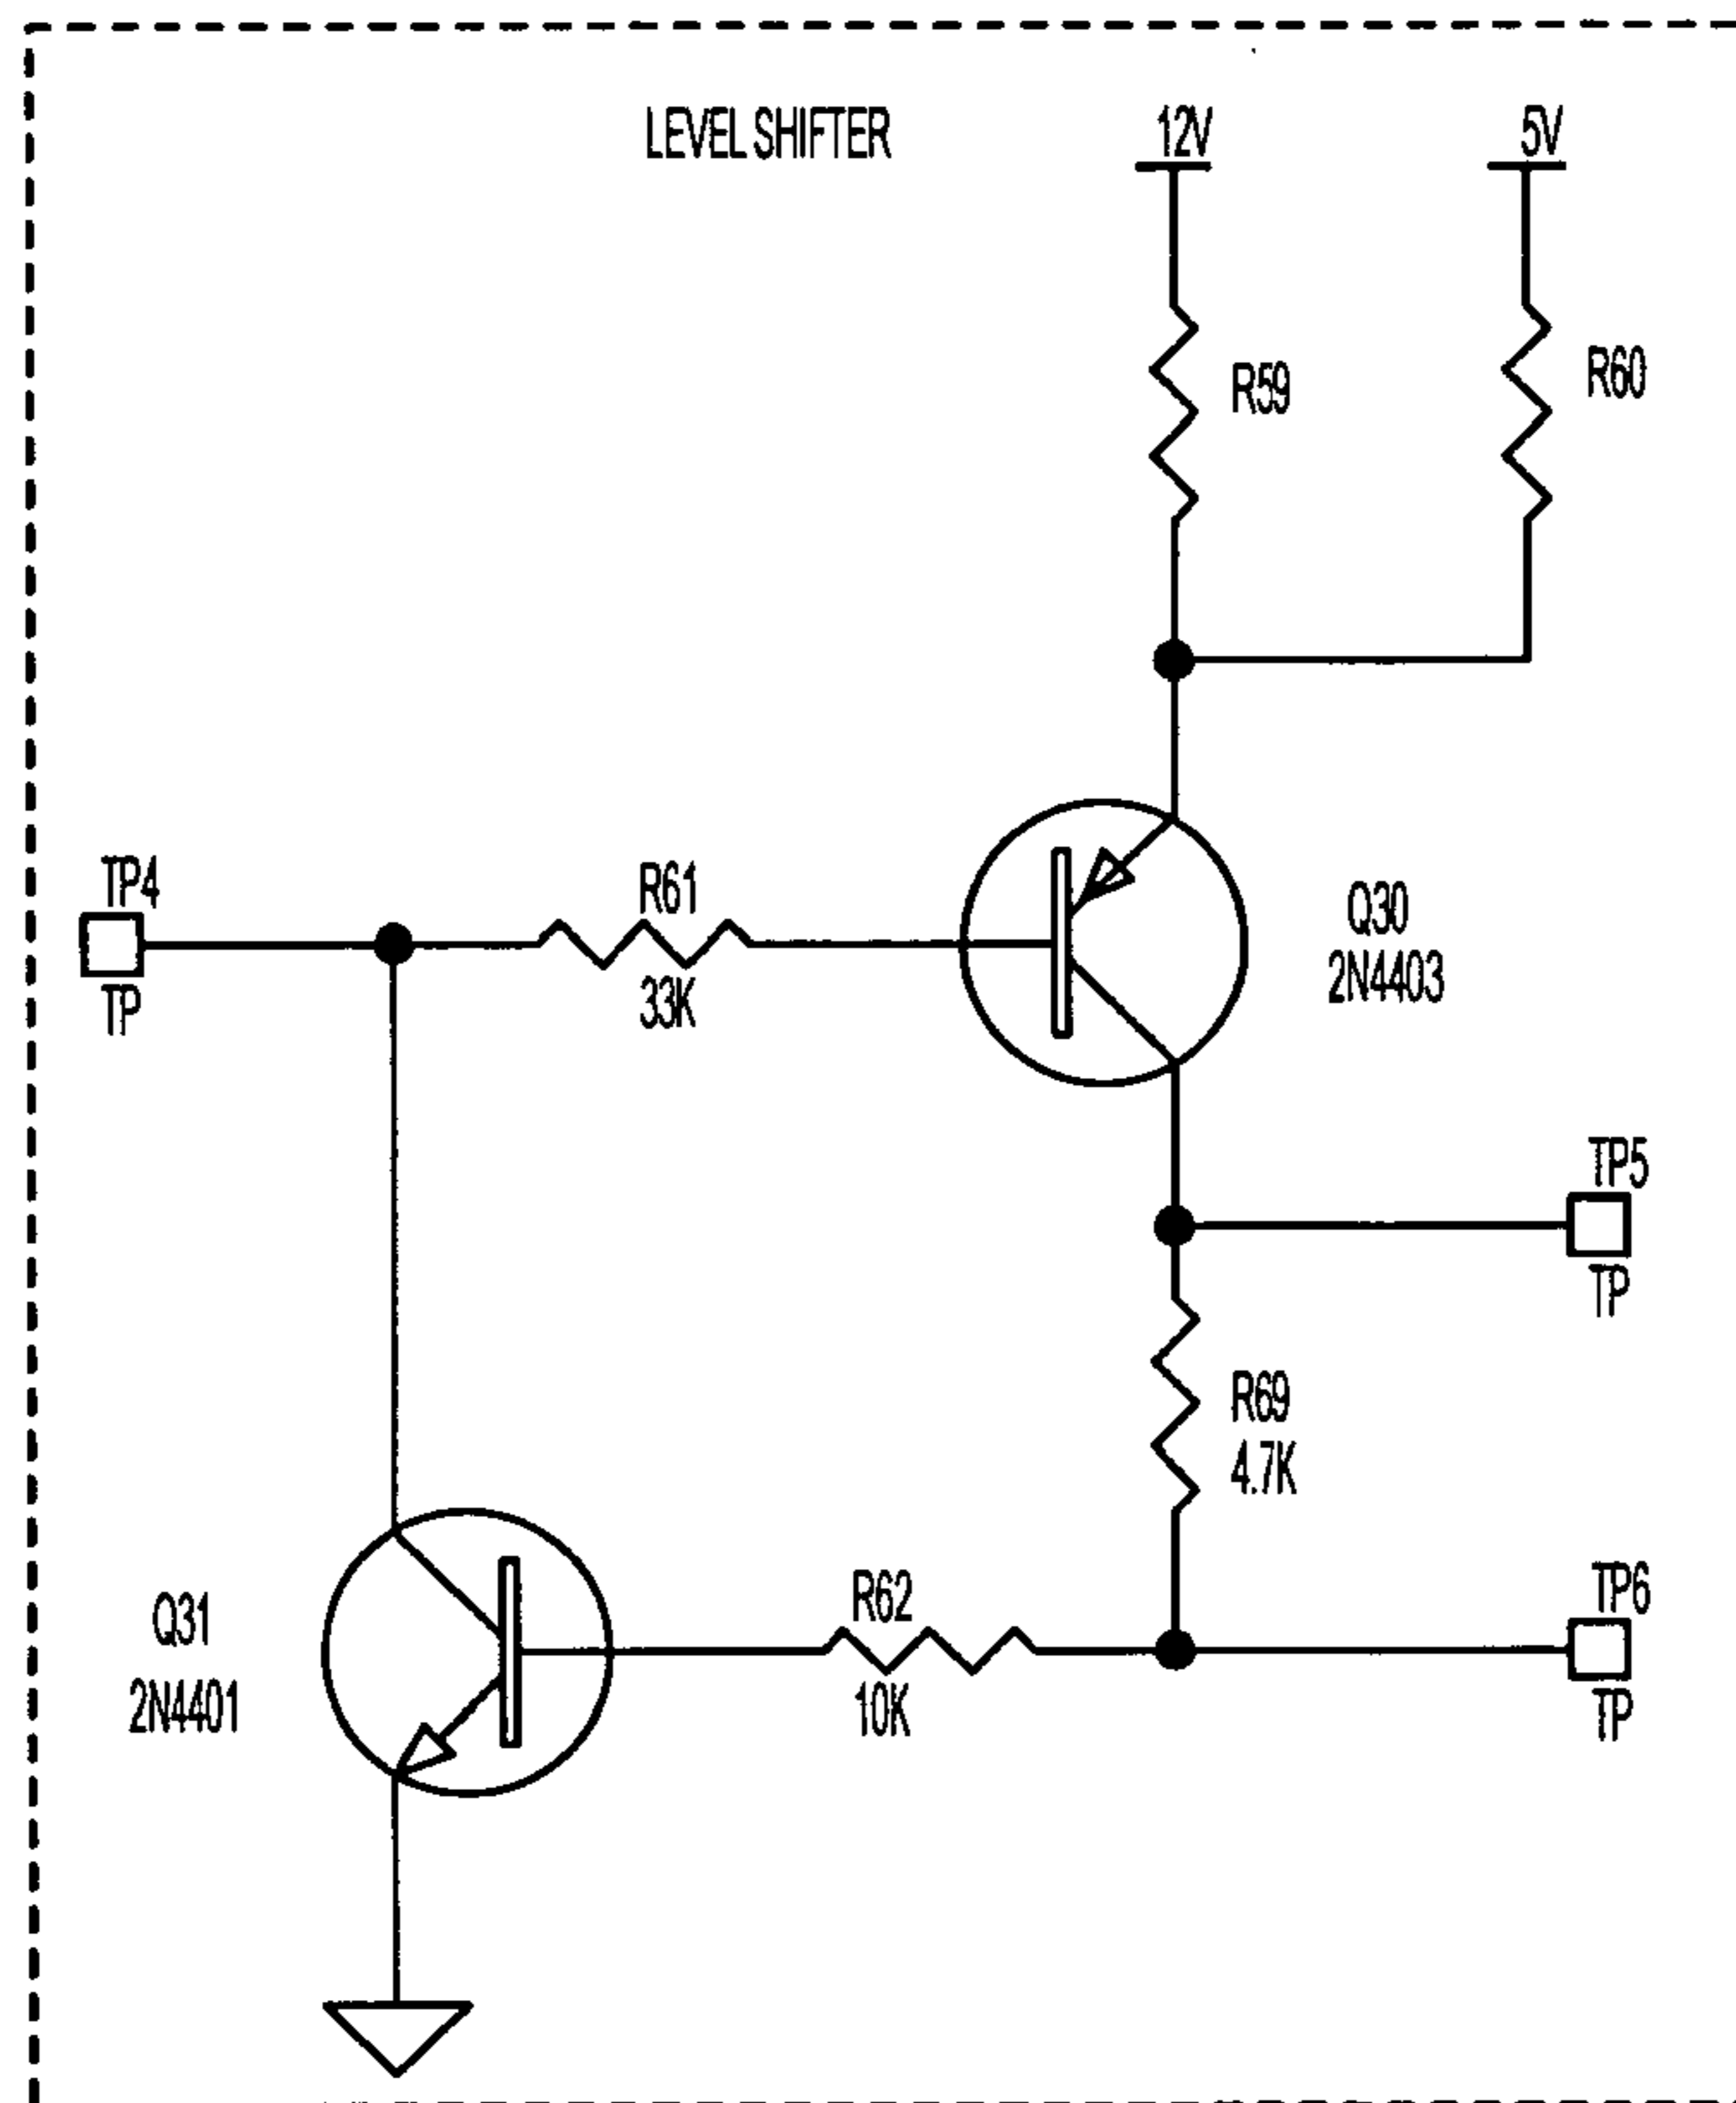 LEVEL SHIFTER
12V
5V
R59
R60
TP4
TP
R61
33K
Q30
2N4403
TP5
TP
R69
4.7K
R62
10K
TP6
TP
Q31
2N4401